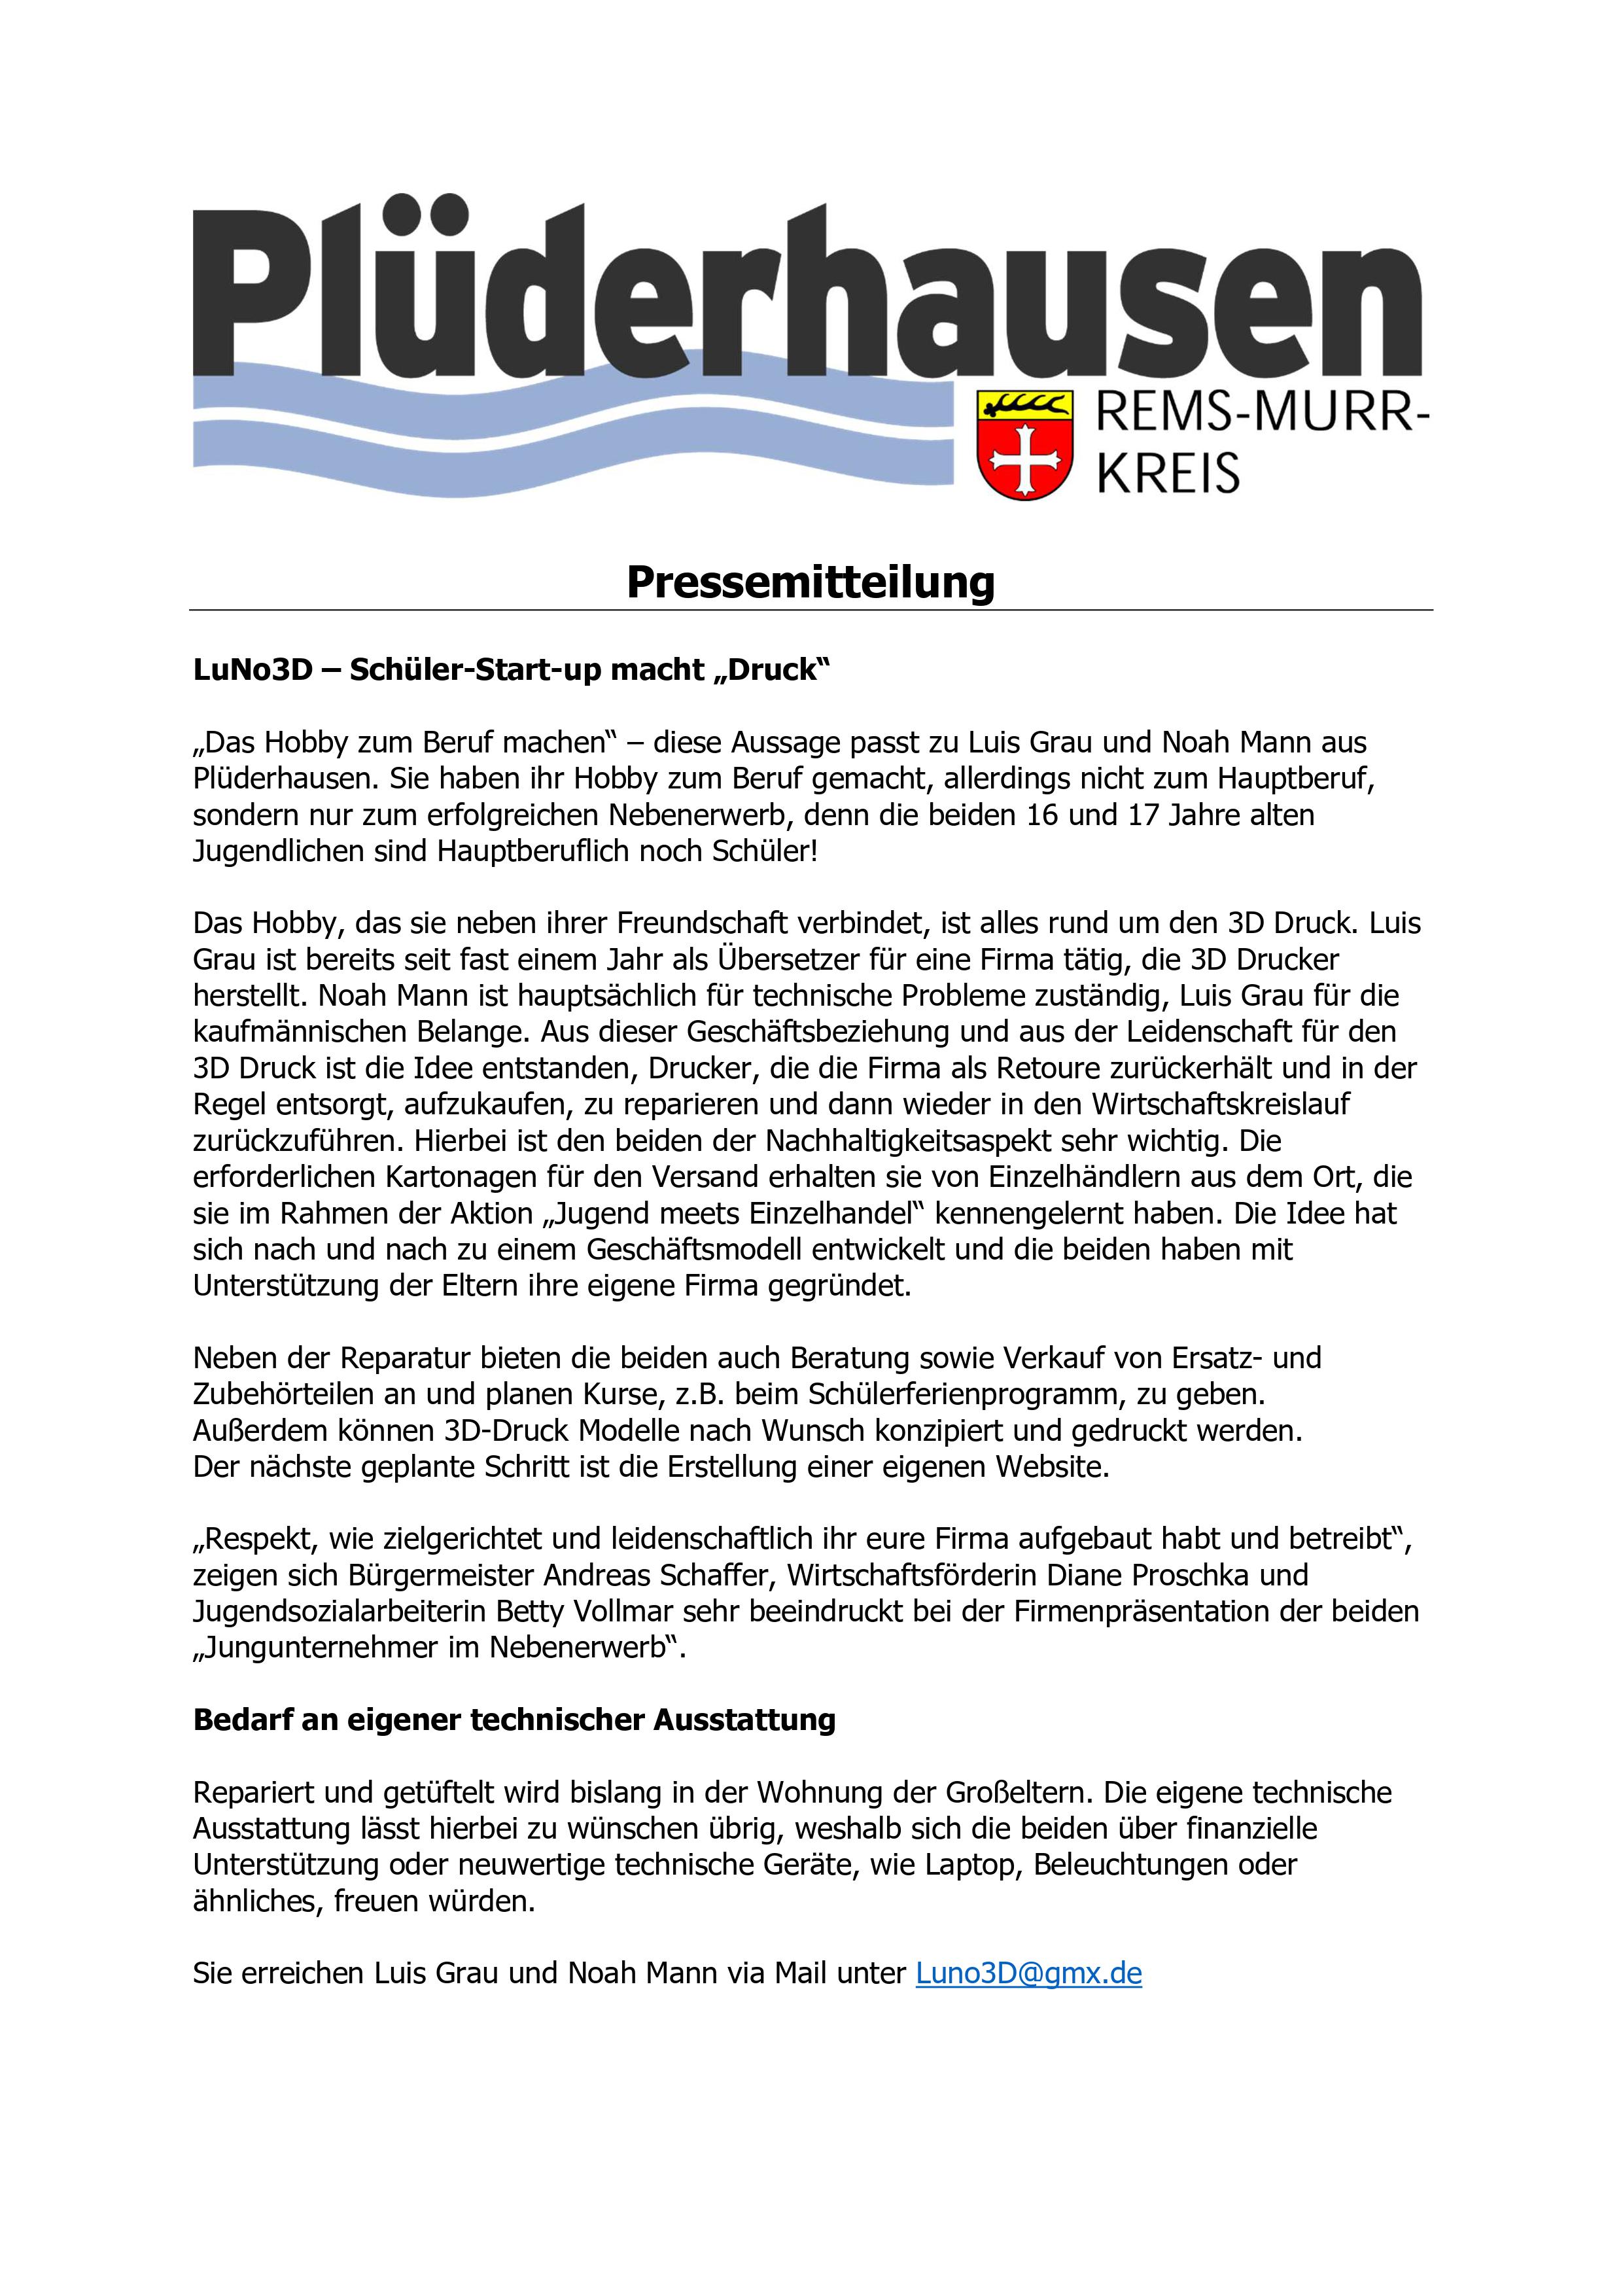 Plüderhausen
REMS-MURR-
KREIS
Pressemitteilung
LuNo3D – Schüler-Start-up macht „Druck“
„Das Hobby zum Beruf machen“ – diese Aussage passt zu Luis Grau und Noah Mann aus
Plüderhausen. Sie haben ihr Hobby zum Beruf gemacht, allerdings nicht zum Hauptberuf,
sondern nur zum erfolgreichen Nebenerwerb, denn die beiden 16 und 17 Jahre alten
Jugendlichen sind Hauptberuflich noch Schüler!
Das Hobby, das sie neben ihrer Freundschaft verbindet, ist alles rund um den 3D Druck. Luis
Grau ist bereits seit fast einem Jahr als Übersetzer für eine Firma tätig, die 3D Drucker
herstellt. Noah Mann ist hauptsächlich für technische Probleme zuständig, Luis Grau für die
kaufmännischen Belange. Aus dieser Geschäftsbeziehung und aus der Leidenschaft für den
3D Druck ist die Idee entstanden, Drucker, die die Firma als Retoure zurückerhält und in der
Regel entsorgt, aufzukaufen, zu reparieren und dann wieder in den Wirtschaftskreislauf
zurückzuführen. Hierbei ist den beiden der Nachhaltigkeitsaspekt sehr wichtig. Die
erforderlichen Kartonagen für den Versand erhalten sie von Einzelhändlern aus dem Ort, die
sie im Rahmen der Aktion „Jugend meets Einzelhandel“ kennengelernt haben. Die Idee hat
sich nach und nach zu einem Geschäftsmodell entwickelt und die beiden haben mit
Unterstützung der Eltern ihre eigene Firma gegründet.
Neben der Reparatur bieten die beiden auch Beratung sowie Verkauf von Ersatz- und
Zubehörteilen an und planen Kurse, z.B. beim Schülerferienprogramm, zu geben.
Außerdem können 3D-Druck Modelle nach Wunsch konzipiert und gedruckt werden.
Der nächste geplante Schritt ist die Erstellung einer eigenen Website.
„Respekt, wie zielgerichtet und leidenschaftlich ihr eure Firma aufgebaut habt und betreibt“,
zeigen sich Bürgermeister Andreas Schaffer, Wirtschaftsförderin Diane Proschka und
Jugendsozialarbeiterin Betty Vollmar sehr beeindruckt bei der Firmenpräsentation der beiden
„Jungunternehmer im Nebenerwerb“.
Bedarf an eigener technischer Ausstattung
Repariert und getüftelt wird bislang in der Wohnung der Großeltern. Die eigene technische
Ausstattung lässt hierbei zu wünschen übrig, weshalb sich die beiden über finanzielle
Unterstützung oder neuwertige technische Geräte, wie Laptop, Beleuchtungen oder
ähnliches, freuen würden.
Sie erreichen Luis Grau und Noah Mann via Mail unter Luno3D@gmx.de